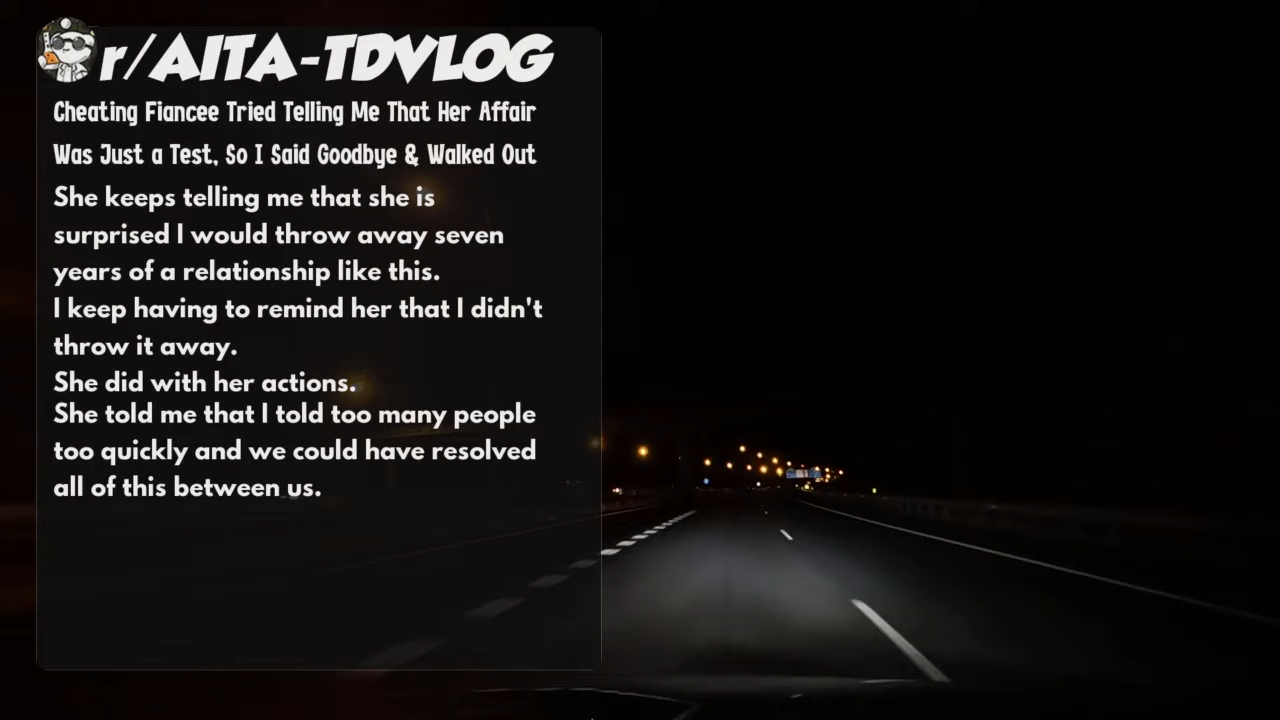 r/AITA-TDVLOG
Cheating Fiancee Tried Telling Me That Her Affair
Was Just a Test, So I Said Goodbye & Walked Out
She keeps telling me that she is
surprised I would throw away seven
years of a relationship like this.
I keep having to remind her that I didn't
throw it away.
She did with her actions.
She told me that I told too many people
too quickly and we could have resolved
all of this between us.